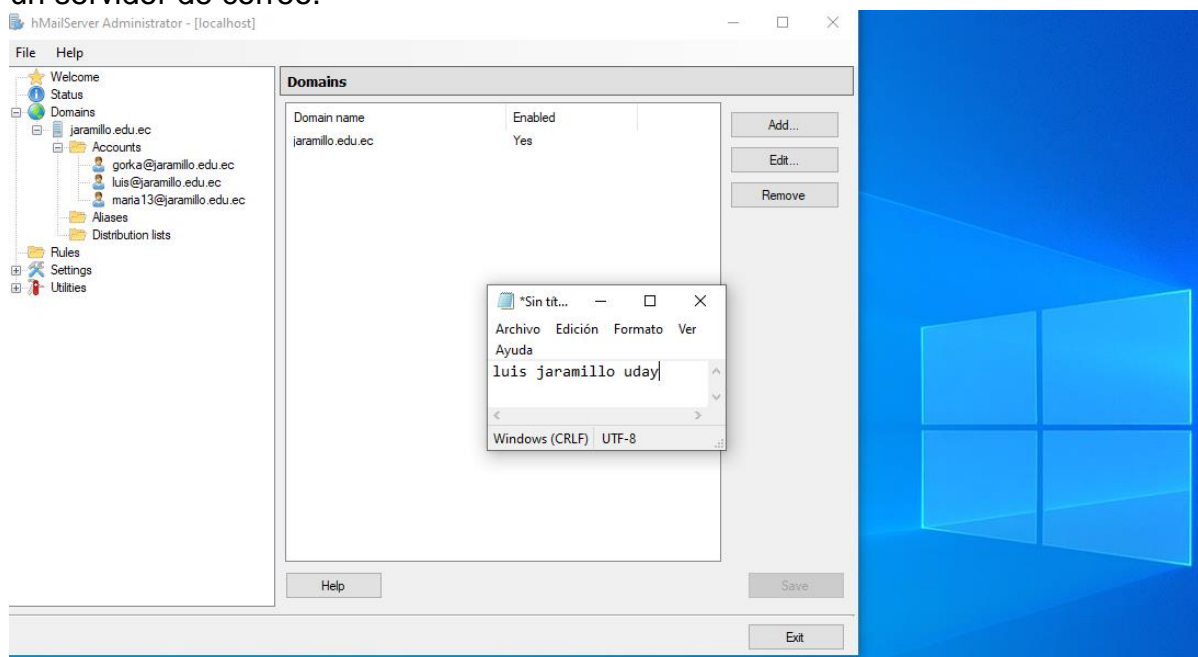 un servidor de correo.
hMailServer Administrator - [localhost]
File Help
Welcome
Status
Domains
jaramillo.edu.ec
Accounts
gorka@jaramillo.edu.ec
luis@jaramillo.edu.ec
maria13@jaramillo.edu.ec
Aliases
Distribution lists
Rules
Settings
Utilities
Domains
Domain name Enabled
jaramillo.edu.ec Yes
Add...
Edit...
Remove
*Sin tít...
Archivo Edición Formato Ver
Ayuda
luis jaramillo uday
Windows (CRLF) UTF-8
Help
Save
Exit